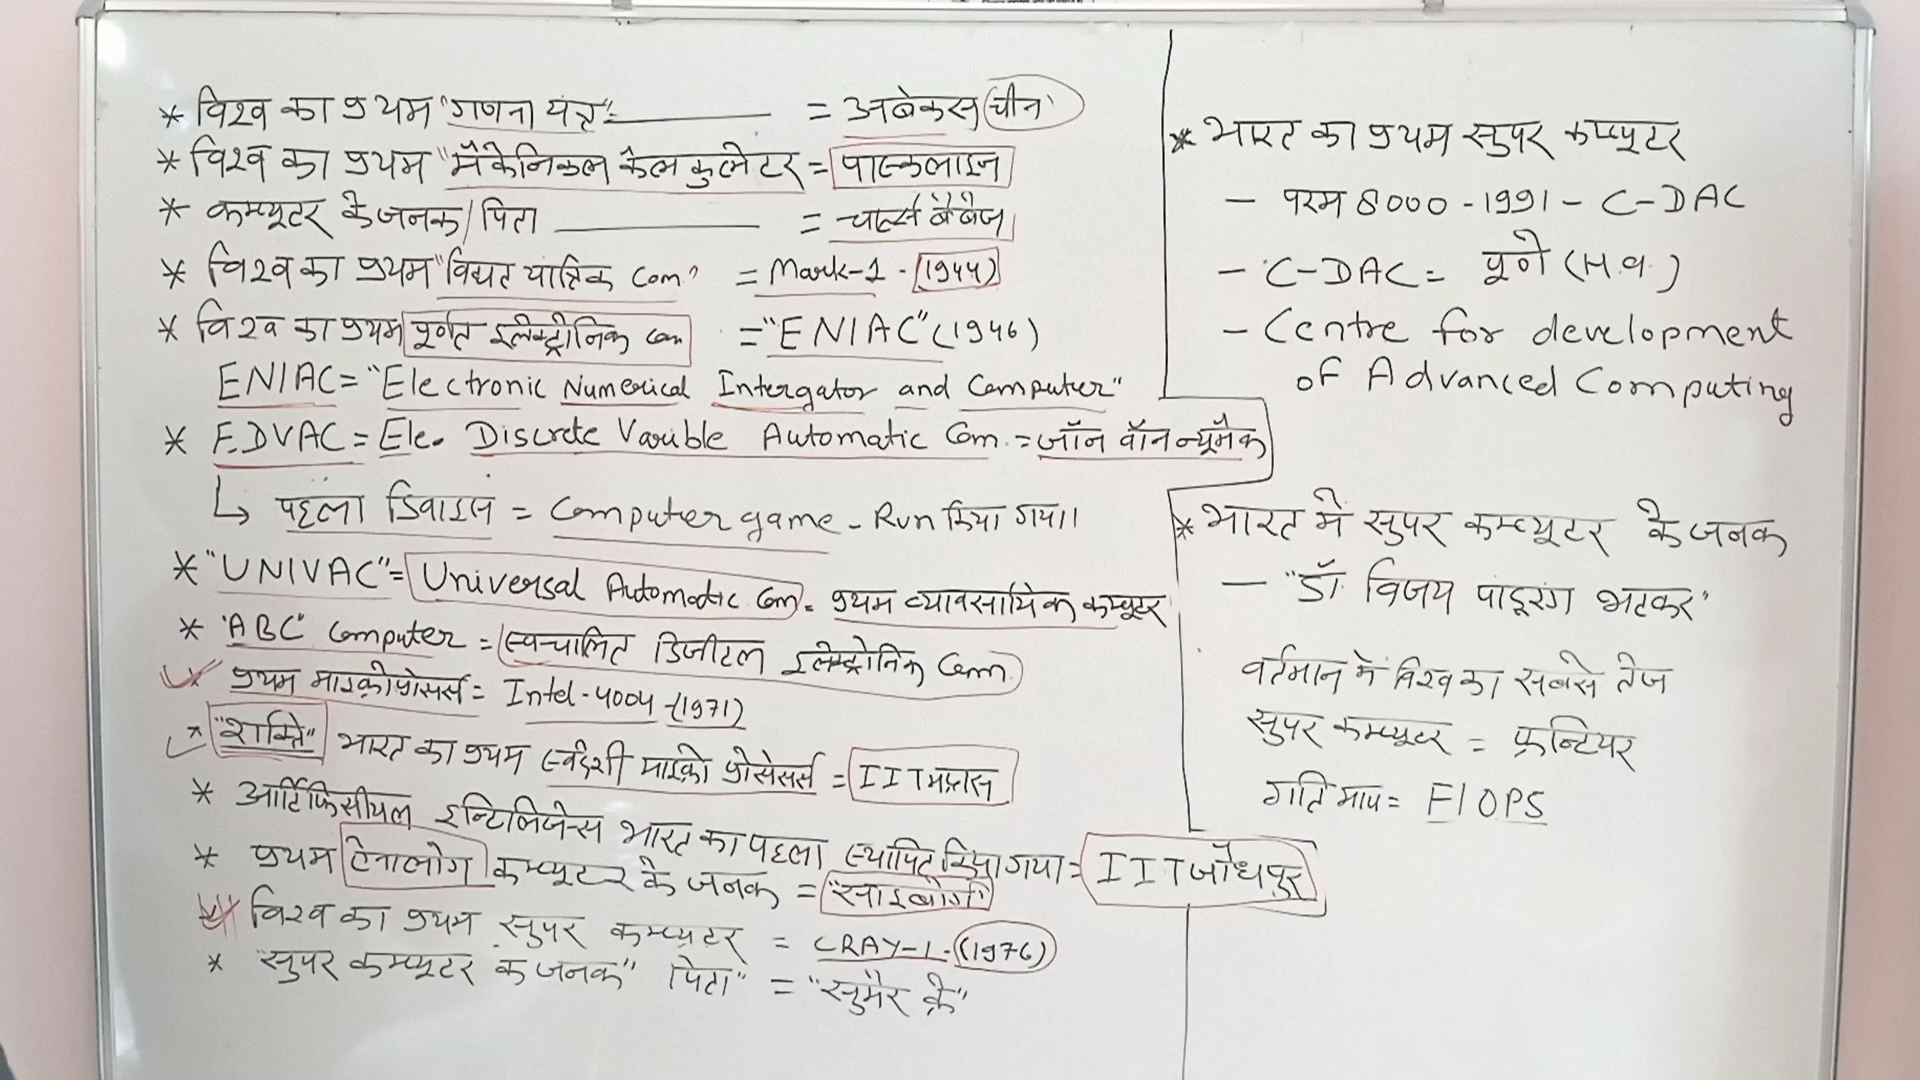 * विश्व का प्रथम "गणना यंत्र" = अबेकस (चीन)
* विश्व का प्रथम "मैकेनिकल केलकुलेटर = पास्कलाइन
* कम्प्यूटर के जनक/पिता = चार्ल्स बैबेज
* विश्व का प्रथम "विद्यत यांत्रिक Com" = Mark-1 - (1944)
* विश्व का प्रथम पूर्णत इलेक्ट्रोनिक Com = "ENIAC" (1946)
ENIAC = "Electronic Numerical Intergator and Computer"
* EDVAC = Ele. Discrete Varible Automatic Com. = जॉन वॉन न्यूमैक
↳ पहला डिवाइस = Computer game - Run किया गया।
* "UNIVAC" = Universal Automatic Com. = प्रथम व्यावसायिक कम्प्यूटर
* "ABC" Computer = स्वचालित डिजीटल इलेक्ट्रोनिक Com.
* प्रथम माइक्रोप्रोसर्स = Intel-4004-(1971)
* "शक्ति" भारत का प्रथम स्वंदेशी माइक्रो प्रोसेसर्स = IIT मद्रास
* आर्टिफिसीयल इन्टिलिजेन्स भारत का पहला स्थापित किया गया = IIT जोधपुर
* प्रथम ऐनालोग कम्प्यूटर के जनक = "साइबोर्ग"
* विश्व का प्रथम सुपर कम्प्यूटर = CRAY-1-(1976)
* "सुपर कम्प्यूटर के जनक" पिता" = "सुमैर क्रे"
* भारत का प्रथम सुपर कम्प्यूटर
- परम 8000 - 1991 - C-DAC
- C-DAC = पूणे (म.प.)
- Centre for development
of Advanced Computing
* भारत में सुपर कम्प्यूटर के जनक
- "डॉ. विजय पांडूरंग भटकर"
वर्तमान में विश्व का सबसे तेज
सुपर कम्प्यूटर = फ्रन्टियर
गति माप = FlOPS